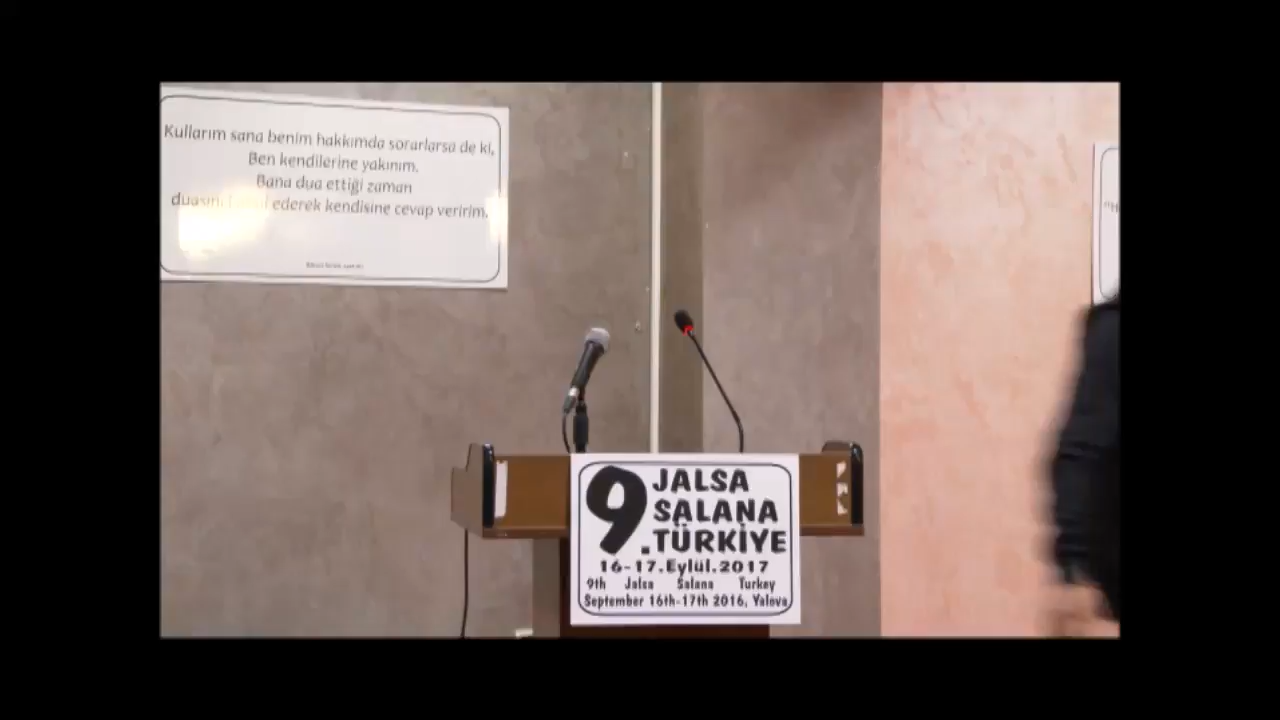 Kullarım sana benim hakkımda sorarlarsa de ki,
Ben kendilerine yakınım.
Bana dua ettiği zaman
ederek kendisine cevap veririm.
"H
9. JALSA
SALANA
TÜRKİYE
16-17.Eylül.2017
9th Jalsa Salana Turkey
September 16th-17th 2016, Yalova